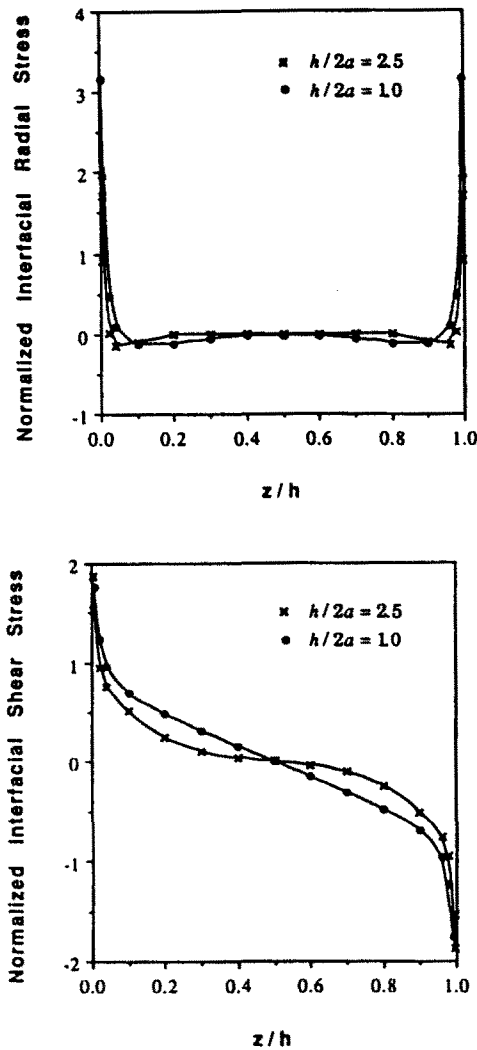 Normalized Interfacial Radial Stress
4
3
2
1
0
-1
× h/2a = 2.5
● h/2a = 1.0
0.0 0.2 0.4 0.6 0.8 1.0
z/h
Normalized Interfacial Shear Stress
2
1
0
-1
-2
× h/2a = 2.5
● h/2a = 1.0
0.0 0.2 0.4 0.6 0.8 1.0
z/h